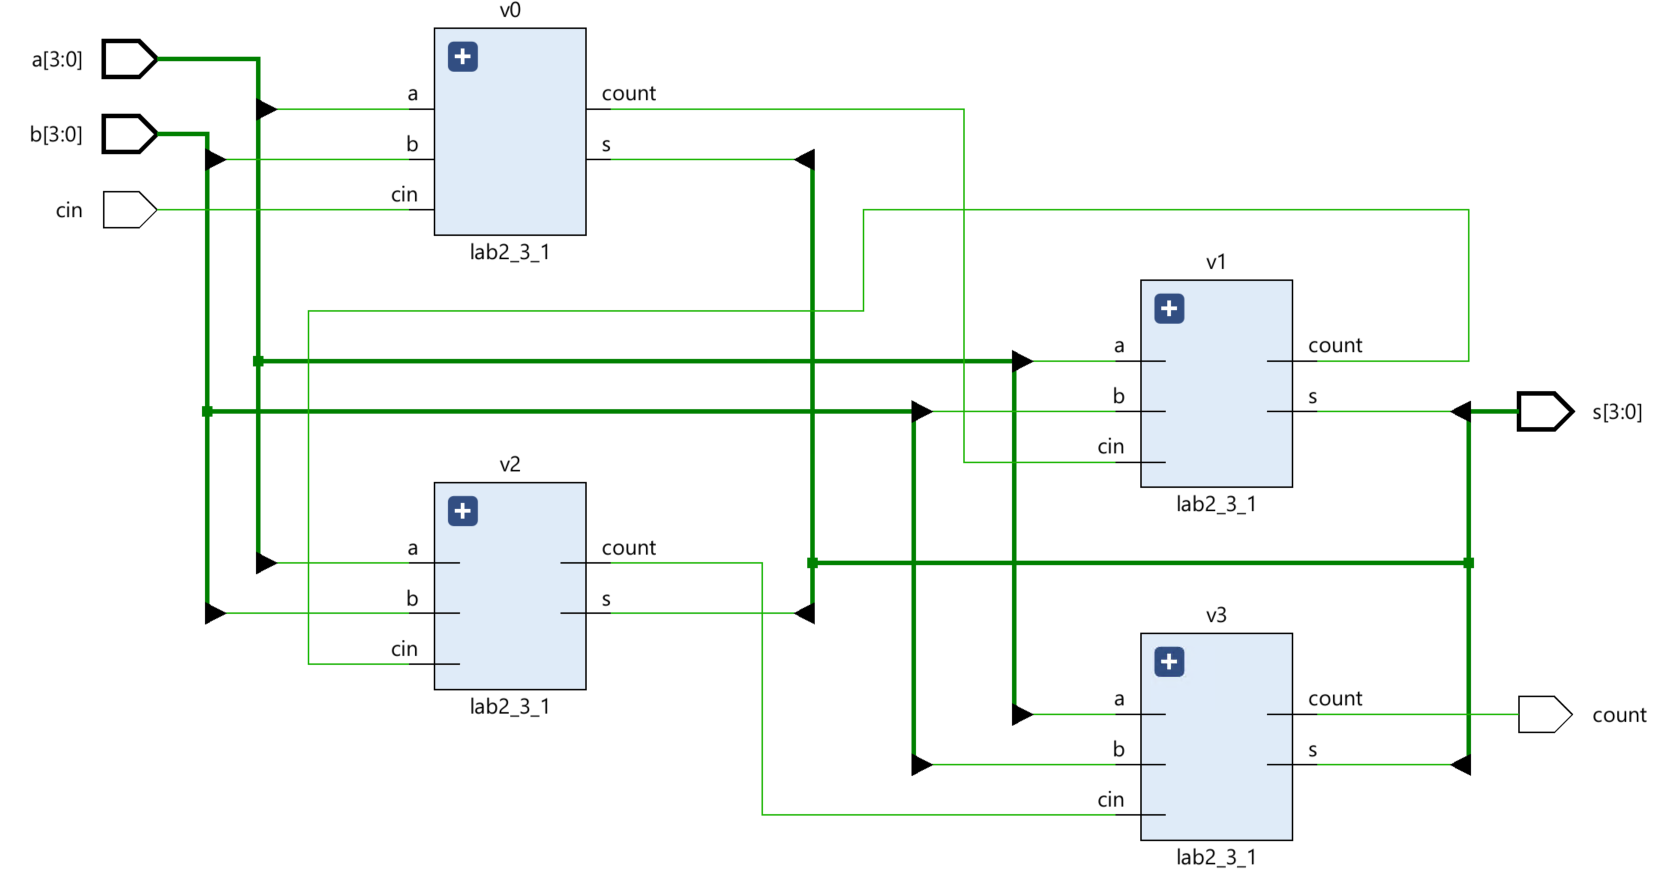 v0
a[3:0]
a
count
b[3:0]
b
s
cin
cin
lab2_3_1
v1
a
count
b
s
s[3:0]
cin
lab2_3_1
v2
a
count
b
s
cin
lab2_3_1
v3
a
count
count
b
s
cin
lab2_3_1